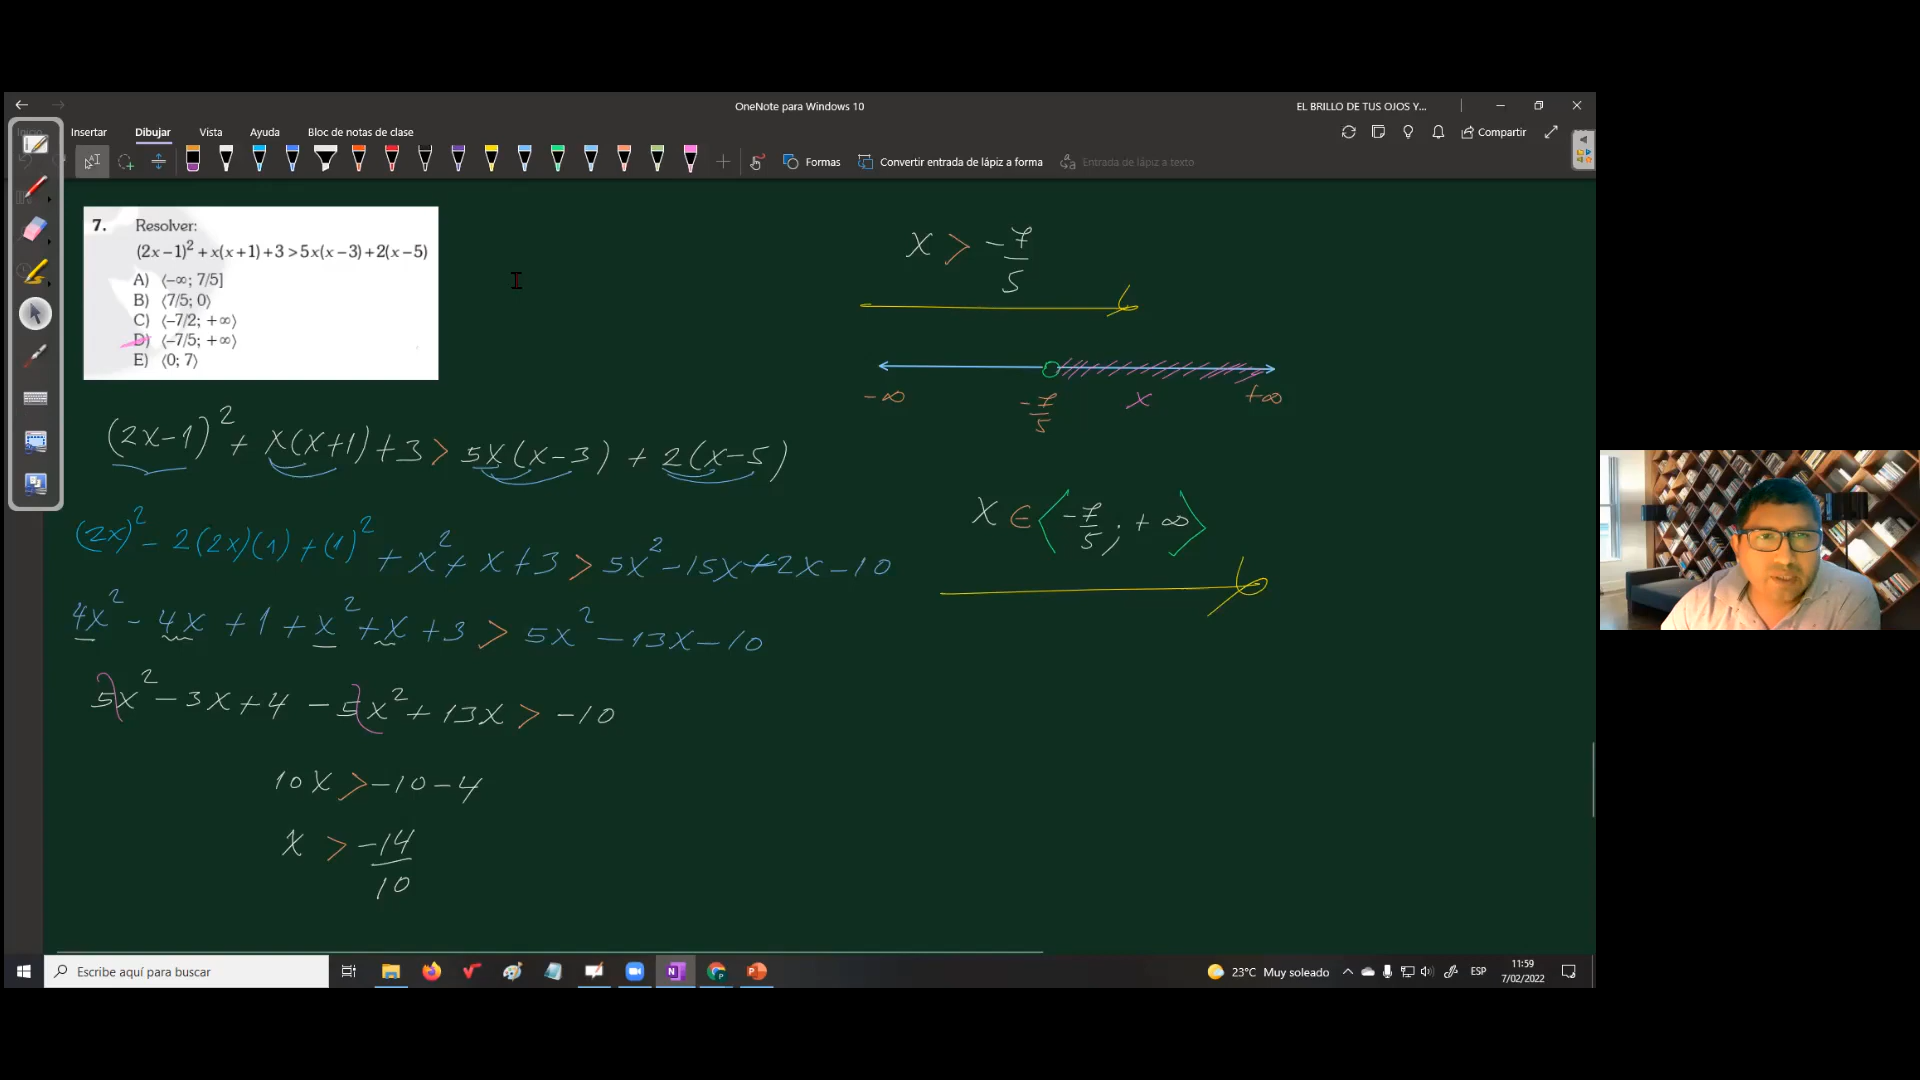 OneNote para Windows 10
EL BRILLO DE TUS OJOS Y...
Insertar Dibujar Vista Ayuda Bloc de notas de clase
Compartir
Formas Convertir entrada de lápiz a forma Entrada de lápiz a texto
7. Resolver:
(2x−1)² + x(x+1)+3 > 5x(x−3)+2(x−5)
A) ⟨−∞; 7/5]
B) ⟨7/5; 0⟩
C) ⟨−7/2; +∞⟩
D) ⟨−7/5; +∞⟩
E) ⟨0; 7⟩
(2x−1)² + x(x+1)+3 > 5x(x−3) + 2(x−5)
(2x)² − 2(2x)(1) + (1)² + x² + x + 3 > 5x² − 15x + 2x − 10
4x² − 4x + 1 + x² + x + 3 > 5x² − 13x − 10
5x² − 3x + 4 − 5x² + 13x > −10
10x > −10 − 4
x > −14/10
x > −7/5
−∞ −7/5 x +∞
x ∈ ⟨−7/5; +∞⟩
Escribe aquí para buscar
23°C Muy soleado
ESP
11:59
7/02/2022